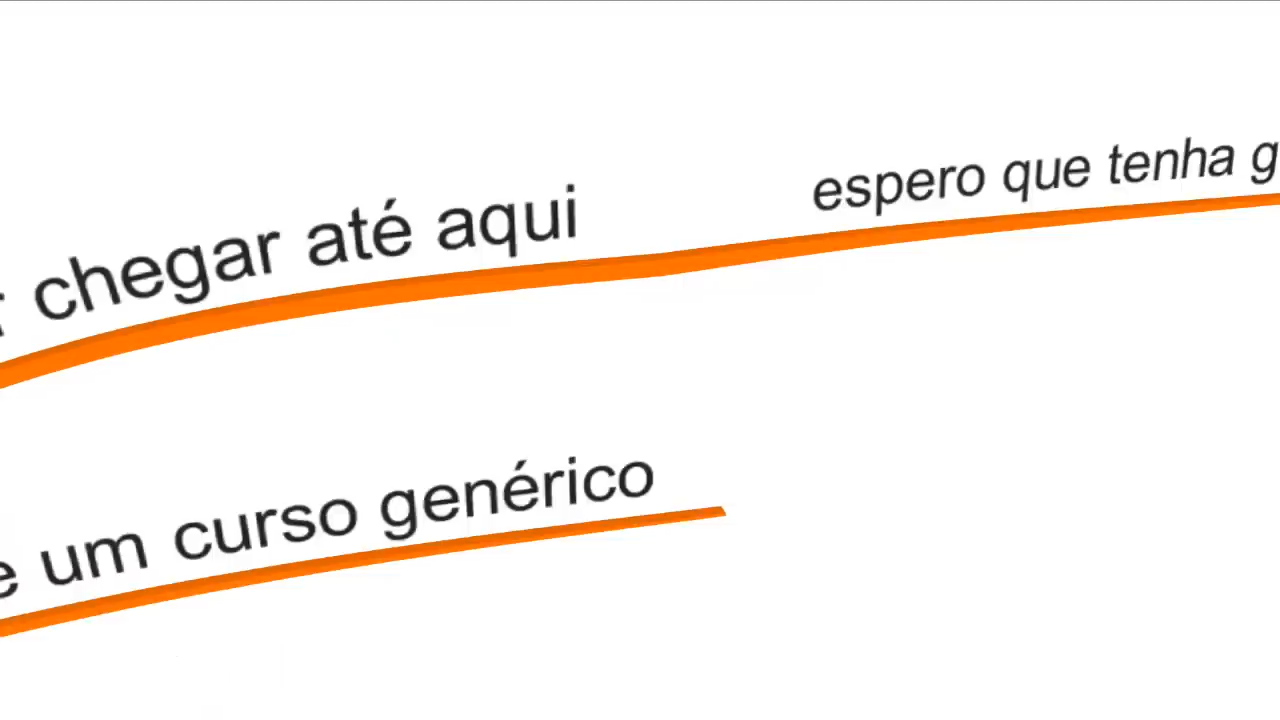 chegar até aqui
espero que tenha
um curso genérico